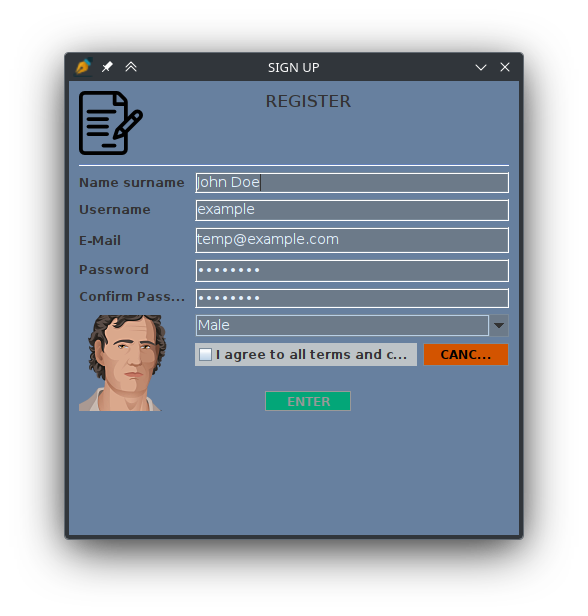 SIGN UP
REGISTER
Name surname John Doe
Username example
E-Mail temp@example.com
Password ••••••••
Confirm Pass... ••••••••
Male
I agree to all terms and c... CANC...
ENTER